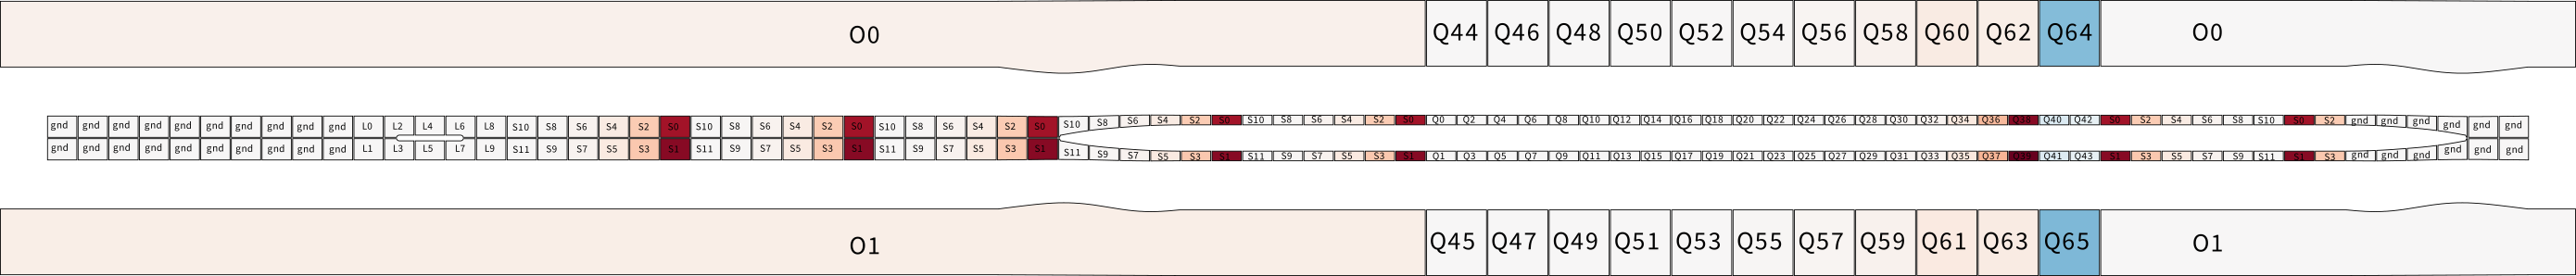 O0 Q44 Q46 Q48 Q50 Q52 Q54 Q56 Q58 Q60 Q62 Q64 O0
gnd gnd gnd gnd gnd gnd gnd gnd gnd gnd L0 L2 L4 L6 L8 S10 S8 S6 S4 S2 S0 S10 S8 S6 S4 S2 S0 S10 S8 S6 S4 S2 S0 S10 S8 S6 S4 S2 S0 S10 S8 S6 S4 S2 S0 Q0 Q2 Q4 Q6 Q8 Q10 Q12 Q14 Q16 Q18 Q20 Q22 Q24 Q26 Q28 Q30 Q32 Q34 Q36 Q38 Q40 Q42 S0 S2 S4 S6 S8 S10 S0 S2 gnd gnd gnd gnd gnd gnd
gnd gnd gnd gnd gnd gnd gnd gnd gnd gnd L1 L3 L5 L7 L9 S11 S9 S7 S5 S3 S1 S11 S9 S7 S5 S3 S1 S11 S9 S7 S5 S3 S1 S11 S9 S7 S5 S3 S1 S11 S9 S7 S5 S3 S1 Q1 Q3 Q5 Q7 Q9 Q11 Q13 Q15 Q17 Q19 Q21 Q23 Q25 Q27 Q29 Q31 Q33 Q35 Q37 Q39 Q41 Q43 S1 S3 S5 S7 S9 S11 S1 S3 gnd gnd gnd gnd gnd gnd
O1 Q45 Q47 Q49 Q51 Q53 Q55 Q57 Q59 Q61 Q63 Q65 O1